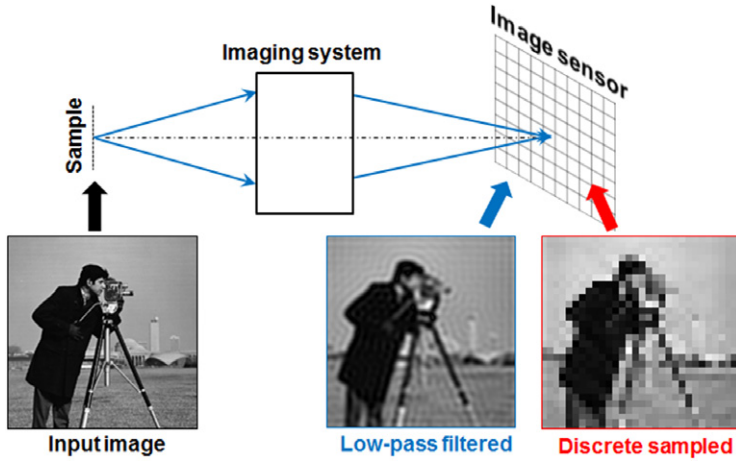 Imaging system
Image sensor
Sample
Input image
Low-pass filtered
Discrete sampled